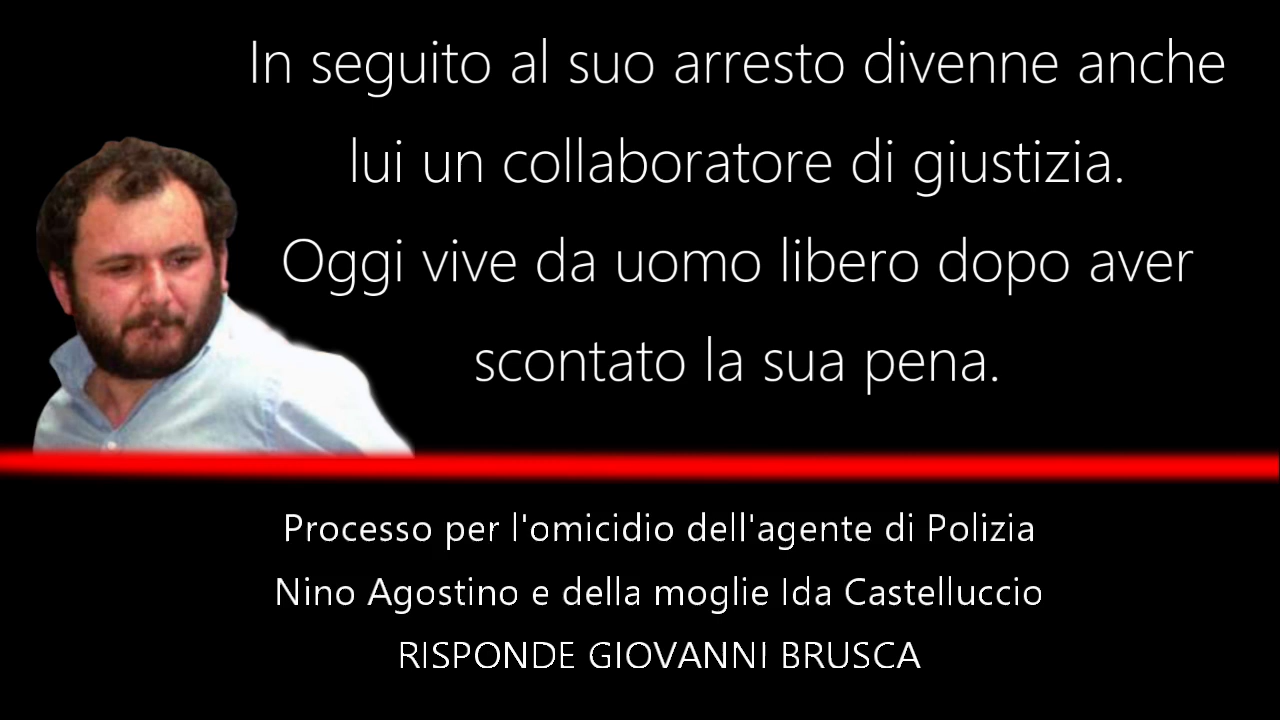 In seguito al suo arresto divenne anche
lui un collaboratore di giustizia.
Oggi vive da uomo libero dopo aver
scontato la sua pena.
Processo per l'omicidio dell'agente di Polizia
Nino Agostino e della moglie Ida Castelluccio
RISPONDE GIOVANNI BRUSCA